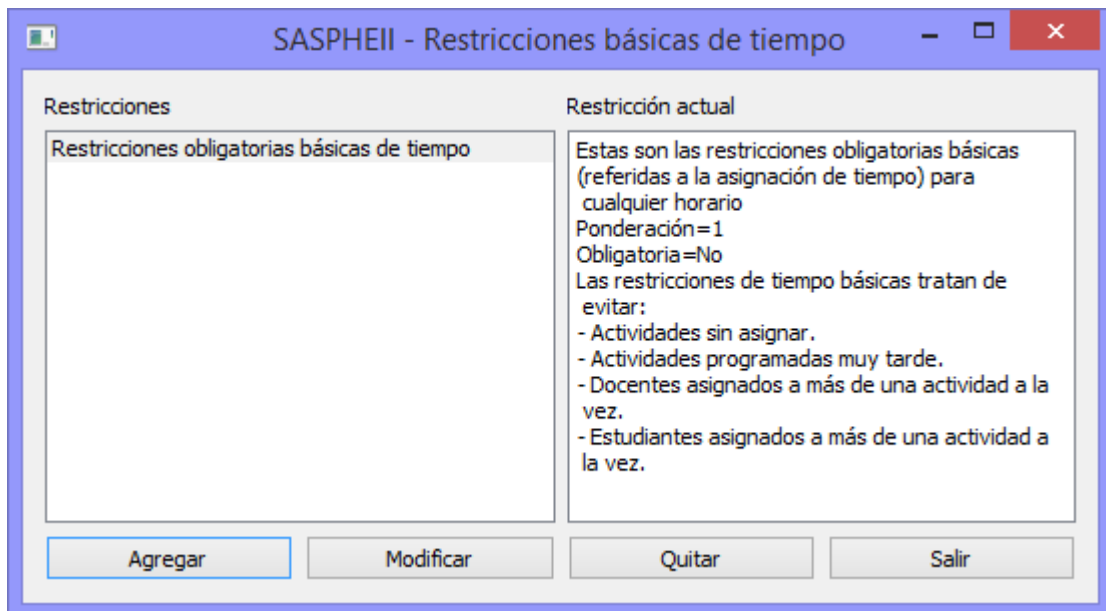 SASPHEII - Restricciones básicas de tiempo
Restricciones
Restricciones obligatorias básicas de tiempo
Restricción actual
Estas son las restricciones obligatorias básicas
(referidas a la asignación de tiempo) para
cualquier horario
Ponderación=1
Obligatoria=No
Las restricciones de tiempo básicas tratan de
evitar:
- Actividades sin asignar.
- Actividades programadas muy tarde.
- Docentes asignados a más de una actividad a la
vez.
- Estudiantes asignados a más de una actividad a
la vez.
Agregar
Modificar
Quitar
Salir